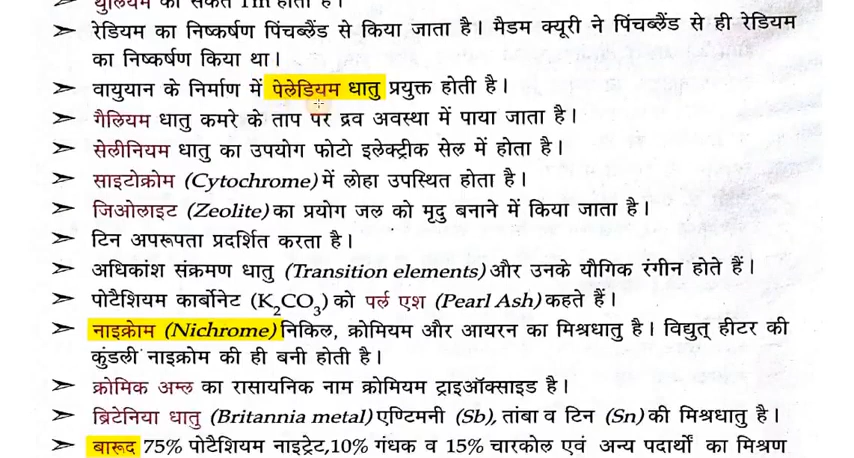 ➤ थुलियम का संकेत Tm होता है।
➤ रेडियम का निष्कर्षण पिंचब्लैंड से किया जाता है। मैडम क्यूरी ने पिंचब्लैंड से ही रेडियम
का निष्कर्षण किया था।
➤ वायुयान के निर्माण में पेलेडियम धातु प्रयुक्त होती है।
➤ गैलियम धातु कमरे के ताप पर द्रव अवस्था में पाया जाता है।
➤ सेलीनियम धातु का उपयोग फोटो इलेक्ट्रीक सेल में होता है।
➤ साइटोक्रोम (Cytochrome) में लोहा उपस्थित होता है।
➤ जिओलाइट (Zeolite) का प्रयोग जल को मृदु बनाने में किया जाता है।
➤ टिन अपरूपता प्रदर्शित करता है।
➤ अधिकांश संक्रमण धातु (Transition elements) और उनके यौगिक रंगीन होते हैं।
➤ पोटैशियम कार्बोनेट (K₂CO₃) को पर्ल एश (Pearl Ash) कहते हैं।
➤ नाइक्रोम (Nichrome) निकिल, क्रोमियम और आयरन का मिश्रधातु है। विद्युत् हीटर की
कुंडली नाइक्रोम की ही बनी होती है।
➤ क्रोमिक अम्ल का रासायनिक नाम क्रोमियम ट्राइऑक्साइड है।
➤ ब्रिटेनिया धातु (Britannia metal) एण्टिमनी (Sb), तांबा व टिन (Sn) की मिश्रधातु है।
➤ बारूद 75% पोटैशियम नाइट्रेट, 10% गंधक व 15% चारकोल एवं अन्य पदार्थों का मिश्रण